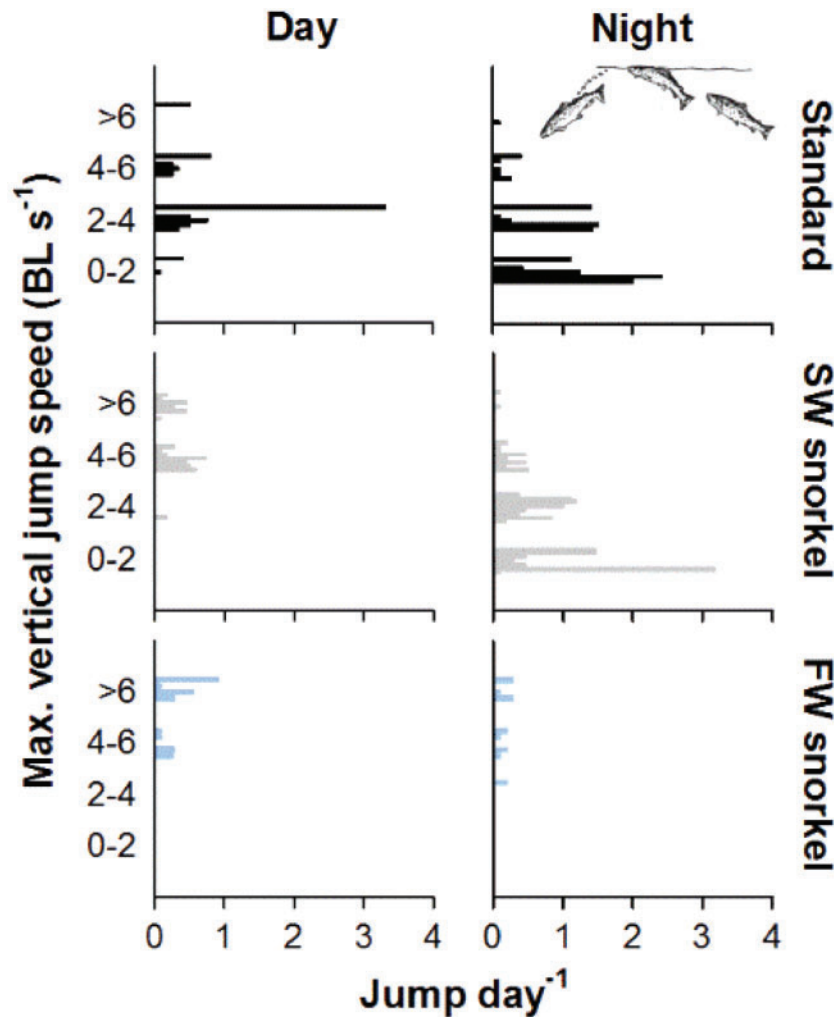 Day
Night
Max. vertical jump speed (BL s-1)
>6
4-6
2-4
0-2
Standard
>6
4-6
2-4
0-2
SW snorkel
>6
4-6
2-4
0-2
FW snorkel
0 1 2 3 4
0 1 2 3 4
Jump day-1